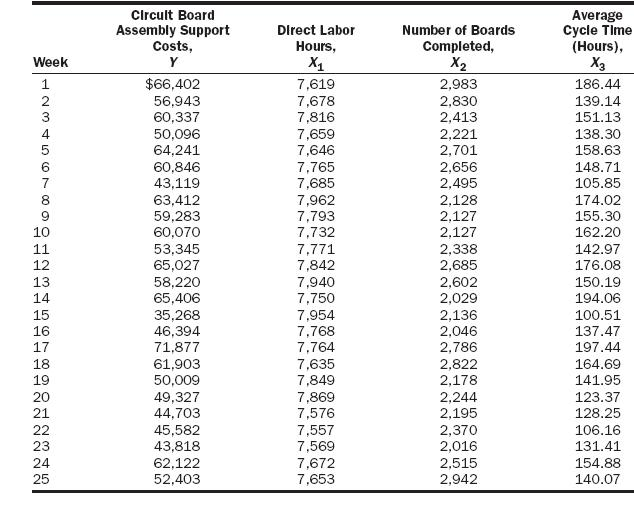 Circuit Board Average
Assembly Support Direct Labor Number of Boards Cycle Time
Costs, Hours, Completed, (Hours),
Week Y X1 X2 X3
1 $66,402 7,619 2,983 186.44
2 56,943 7,678 2,830 139.14
3 60,337 7,816 2,413 151.13
4 50,096 7,659 2,221 138.30
5 64,241 7,646 2,701 158.63
6 60,846 7,765 2,656 148.71
7 43,119 7,685 2,495 105.85
8 63,412 7,962 2,128 174.02
9 59,283 7,793 2,127 155.30
10 60,070 7,732 2,127 162.20
11 53,345 7,771 2,338 142.97
12 65,027 7,842 2,685 176.08
13 58,220 7,940 2,602 150.19
14 65,406 7,750 2,029 194.06
15 35,268 7,954 2,136 100.51
16 46,394 7,768 2,046 137.47
17 71,877 7,764 2,786 197.44
18 61,903 7,635 2,822 164.69
19 50,009 7,849 2,178 141.95
20 49,327 7,869 2,244 123.37
21 44,703 7,576 2,195 128.25
22 45,582 7,557 2,370 106.16
23 43,818 7,569 2,016 131.41
24 62,122 7,672 2,515 154.88
25 52,403 7,653 2,942 140.07